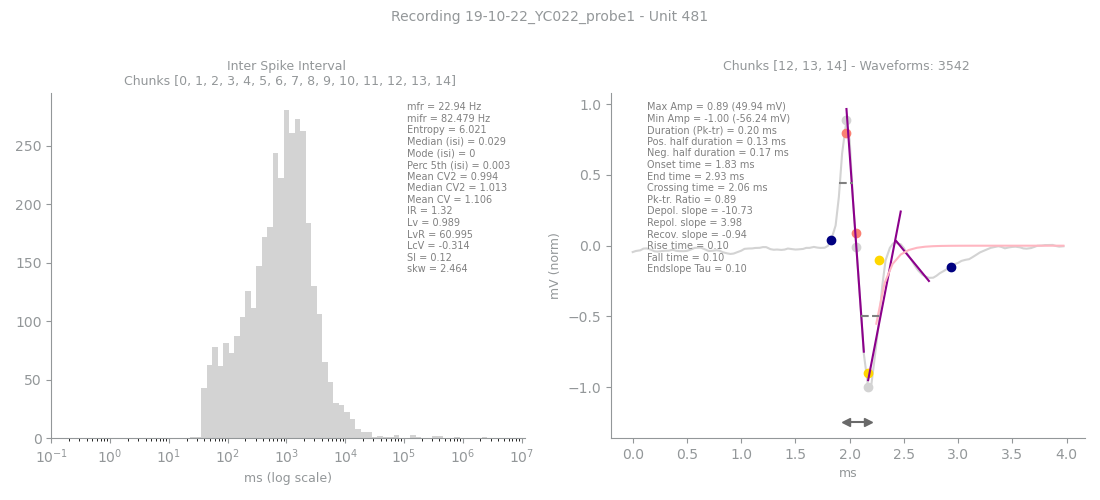 Recording 19-10-22_YC022_probe1 - Unit 481
Inter Spike Interval
Chunks [0, 1, 2, 3, 4, 5, 6, 7, 8, 9, 10, 11, 12, 13, 14]
mfr = 22.94 Hz
mifr = 82.479 Hz
Entropy = 6.021
Median (isi) = 0.029
Mode (isi) = 0
Perc 5th (isi) = 0.003
Mean CV2 = 0.994
Median CV2 = 1.013
Mean CV = 1.106
IR = 1.32
Lv = 0.989
LvR = 60.995
LcV = -0.314
SI = 0.12
skw = 2.464
250
200
150
100
50
0
10⁻¹ 10⁰ 10¹ 10² 10³ 10⁴ 10⁵ 10⁶ 10⁷
ms (log scale)
Chunks [12, 13, 14] - Waveforms: 3542
Max Amp = 0.89 (49.94 mV)
Min Amp = -1.00 (-56.24 mV)
Duration (Pk-tr) = 0.20 ms
Pos. half duration = 0.13 ms
Neg. half duration = 0.17 ms
Onset time = 1.83 ms
End time = 2.93 ms
Crossing time = 2.06 ms
Pk-tr. Ratio = 0.89
Depol. slope = -10.73
Repol. slope = 3.98
Recov. slope = -0.94
Rise time = 0.10
Fall time = 0.10
Endslope Tau = 0.10
mV (norm)
1.0
0.5
0.0
−0.5
−1.0
0.0 0.5 1.0 1.5 2.0 2.5 3.0 3.5 4.0
ms